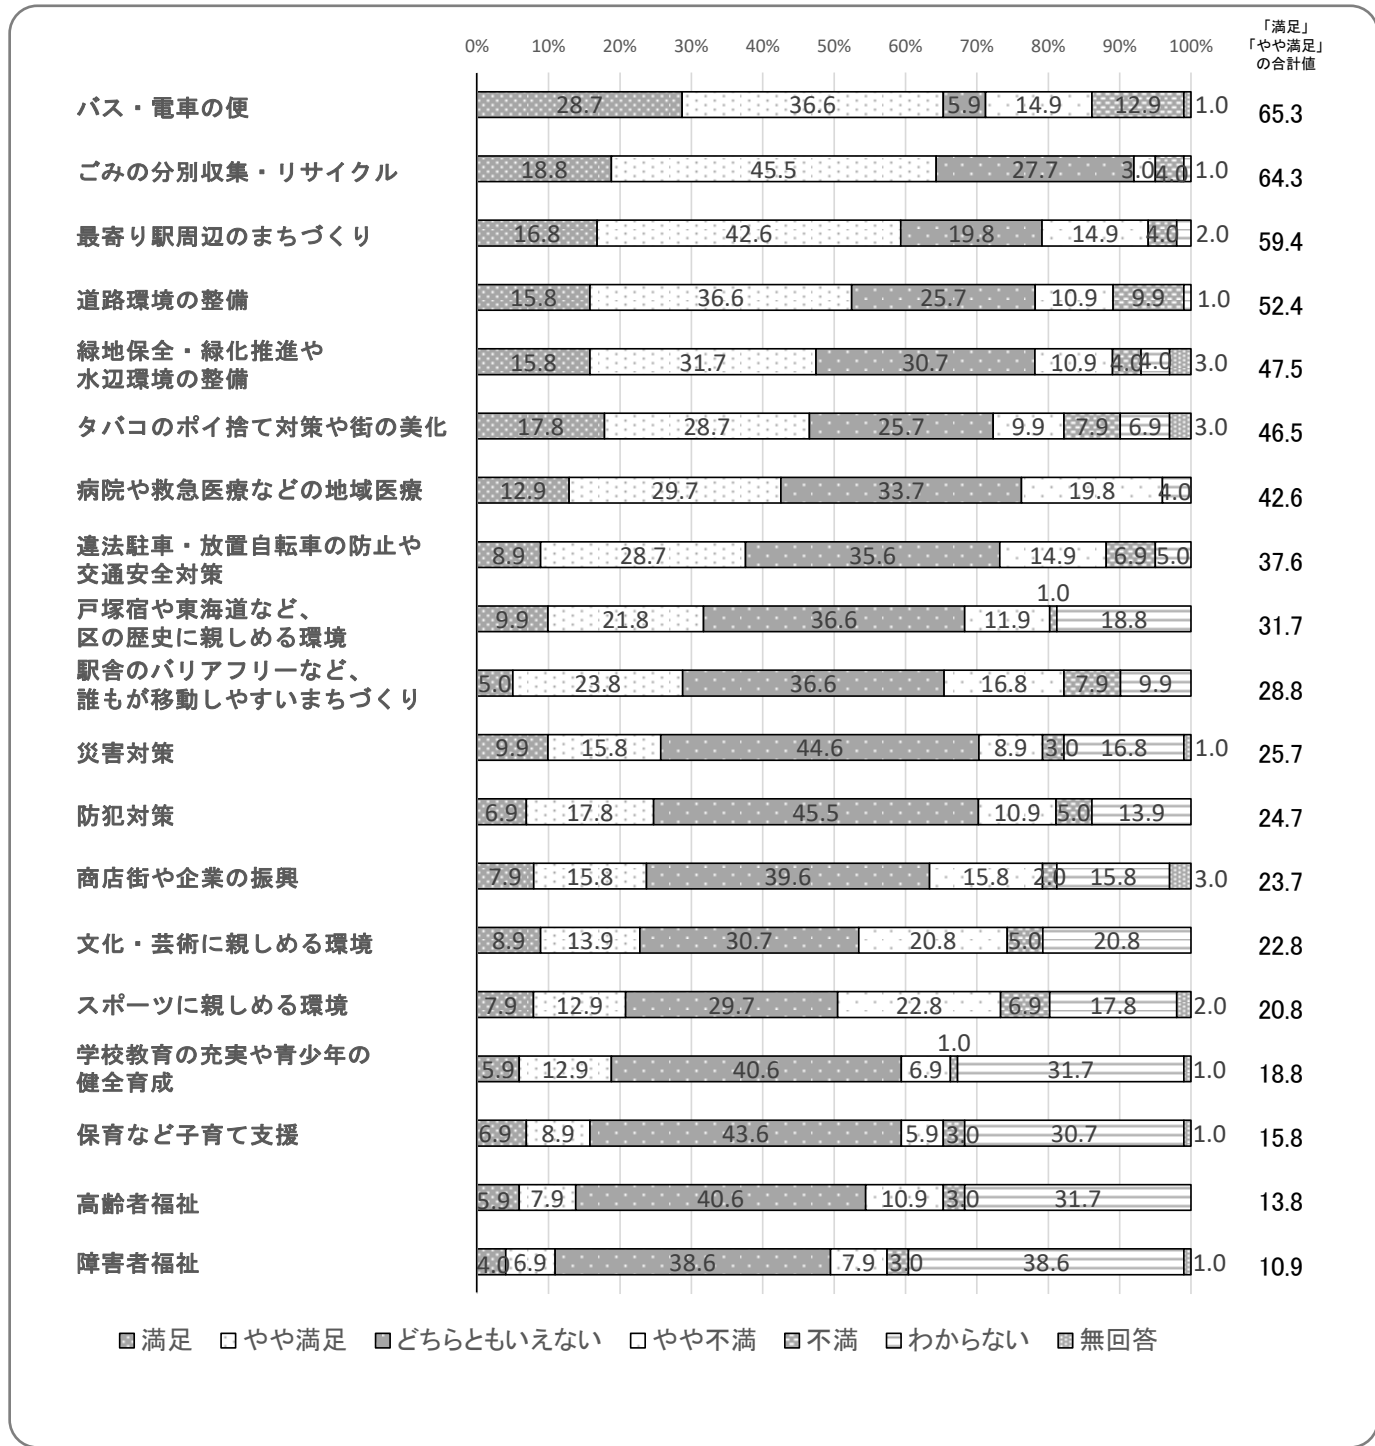 0% 10% 20% 30% 40% 50% 60% 70% 80% 90% 100%
「満足」
「やや満足」
の合計値
バス・電車の便 28.7 36.6 5.9 14.9 12.9 1.0 65.3
ごみの分別収集・リサイクル 18.8 45.5 27.7 3.0 4.0 1.0 64.3
最寄り駅周辺のまちづくり 16.8 42.6 19.8 14.9 4.0 2.0 59.4
道路環境の整備 15.8 36.6 25.7 10.9 9.9 1.0 52.4
緑地保全・緑化推進や
水辺環境の整備 15.8 31.7 30.7 10.9 4.0 4.0 3.0 47.5
タバコのポイ捨て対策や街の美化 17.8 28.7 25.7 9.9 7.9 6.9 3.0 46.5
病院や救急医療などの地域医療 12.9 29.7 33.7 19.8 4.0 42.6
違法駐車・放置自転車の防止や
交通安全対策 8.9 28.7 35.6 14.9 6.9 5.0 37.6
戸塚宿や東海道など、
区の歴史に親しめる環境 9.9 21.8 36.6 11.9 1.0 18.8 31.7
駅舎のバリアフリーなど、
誰もが移動しやすいまちづくり 5.0 23.8 36.6 16.8 7.9 9.9 28.8
災害対策 9.9 15.8 44.6 8.9 3.0 16.8 1.0 25.7
防犯対策 6.9 17.8 45.5 10.9 5.0 13.9 24.7
商店街や企業の振興 7.9 15.8 39.6 15.8 2.0 15.8 3.0 23.7
文化・芸術に親しめる環境 8.9 13.9 30.7 20.8 5.0 20.8 22.8
スポーツに親しめる環境 7.9 12.9 29.7 22.8 6.9 17.8 2.0 20.8
学校教育の充実や青少年の
健全育成 5.9 12.9 40.6 6.9 1.0 31.7 1.0 18.8
保育など子育て支援 6.9 8.9 43.6 5.9 3.0 30.7 1.0 15.8
高齢者福祉 5.9 7.9 40.6 10.9 3.0 31.7 13.8
障害者福祉 4.0 6.9 38.6 7.9 3.0 38.6 1.0 10.9
満足 やや満足 どちらともいえない やや不満 不満 わからない 無回答